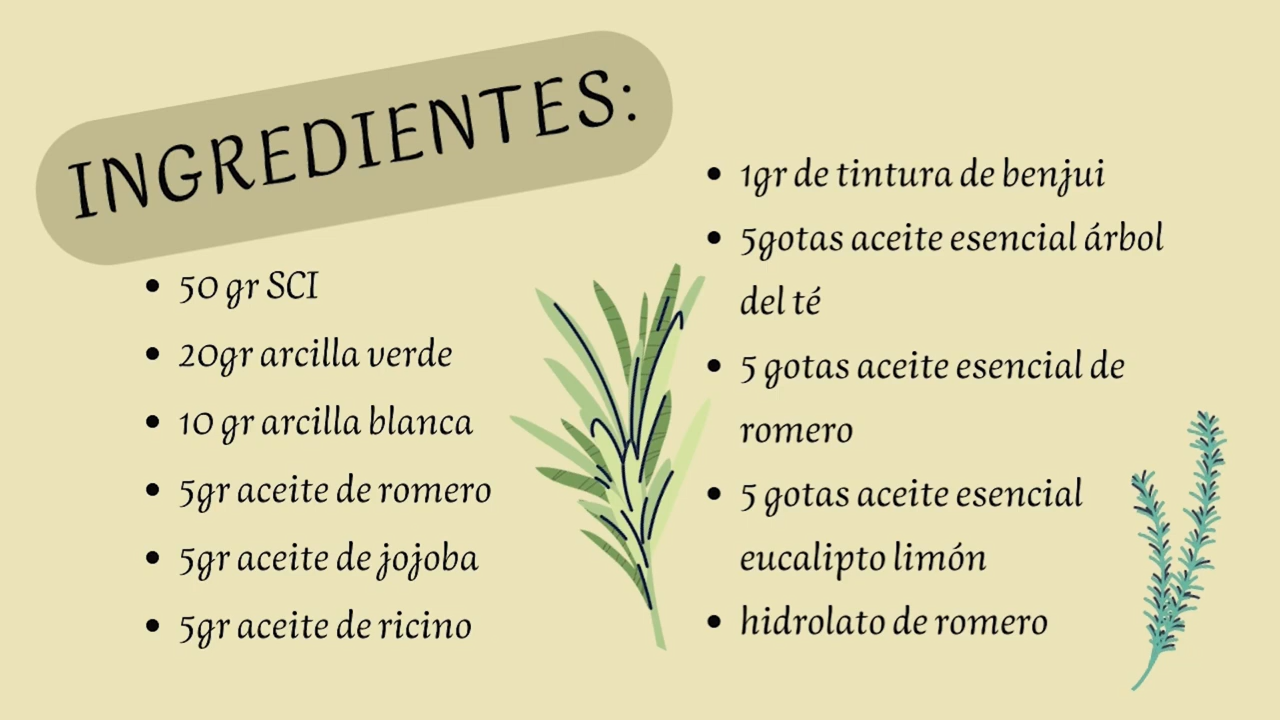 INGREDIENTES:
50 gr SCI
20gr arcilla verde
10 gr arcilla blanca
5gr aceite de romero
5gr aceite de jojoba
5gr aceite de ricino
1gr de tintura de benjui
5gotas aceite esencial árbol
del té
5 gotas aceite esencial de
romero
5 gotas aceite esencial
eucalipto limón
hidrolato de romero